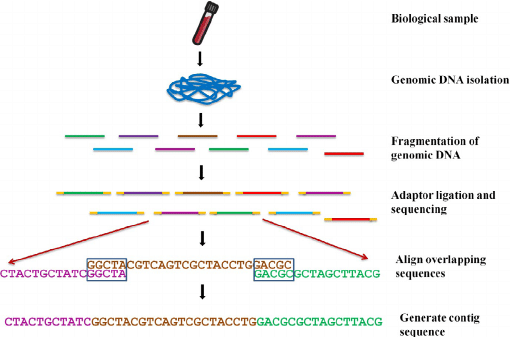 Biological sample
Genomic DNA isolation
Fragmentation of
genomic DNA
Adaptor ligation and
sequencing
Align overlapping
sequences
GGCTACGTCAGTCGCTACCTGGACGC
CTACTGCTATCGGCTA
GACGCGCTAGCTTACG
Generate contig
sequence
CTACTGCTATCGGCTACGTCAGTCGCTACCTGGACGCGCTAGCTTACG